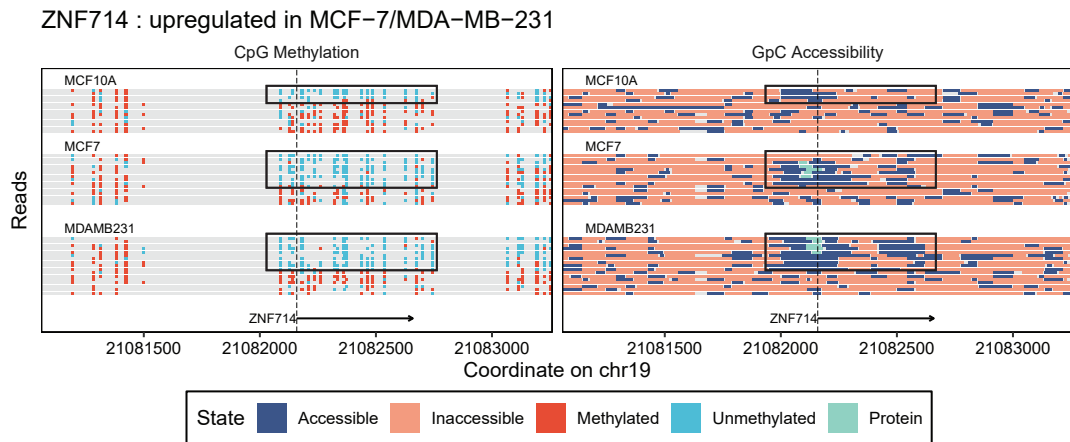 ZNF714 : upregulated in MCF−7/MDA−MB−231
CpG Methylation
GpC Accessibility
Reads
MCF10A
MCF7
MDAMB231
ZNF714
MCF10A
MCF7
MDAMB231
ZNF714
21081500 21082000 21082500 21083000
21081500 21082000 21082500 21083000
Coordinate on chr19
State Accessible Inaccessible Methylated Unmethylated Protein